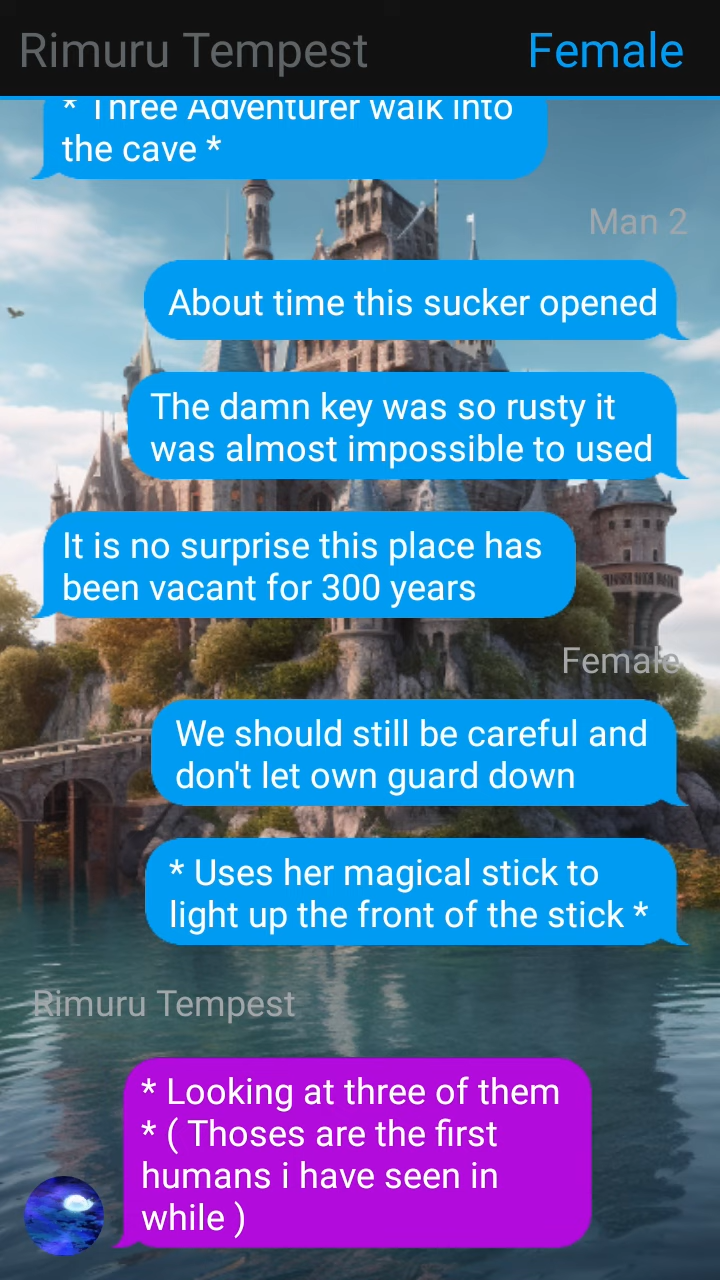 Rimuru Tempest
Female
* Three Adventurer walk into
the cave *
Man 2
About time this sucker opened
The damn key was so rusty it
was almost impossible to used
It is no surprise this place has
been vacant for 300 years
Female
We should still be careful and
don't let own guard down
* Uses her magical stick to
light up the front of the stick *
Rimuru Tempest
* Looking at three of them
* ( Thoses are the first
humans i have seen in
while )